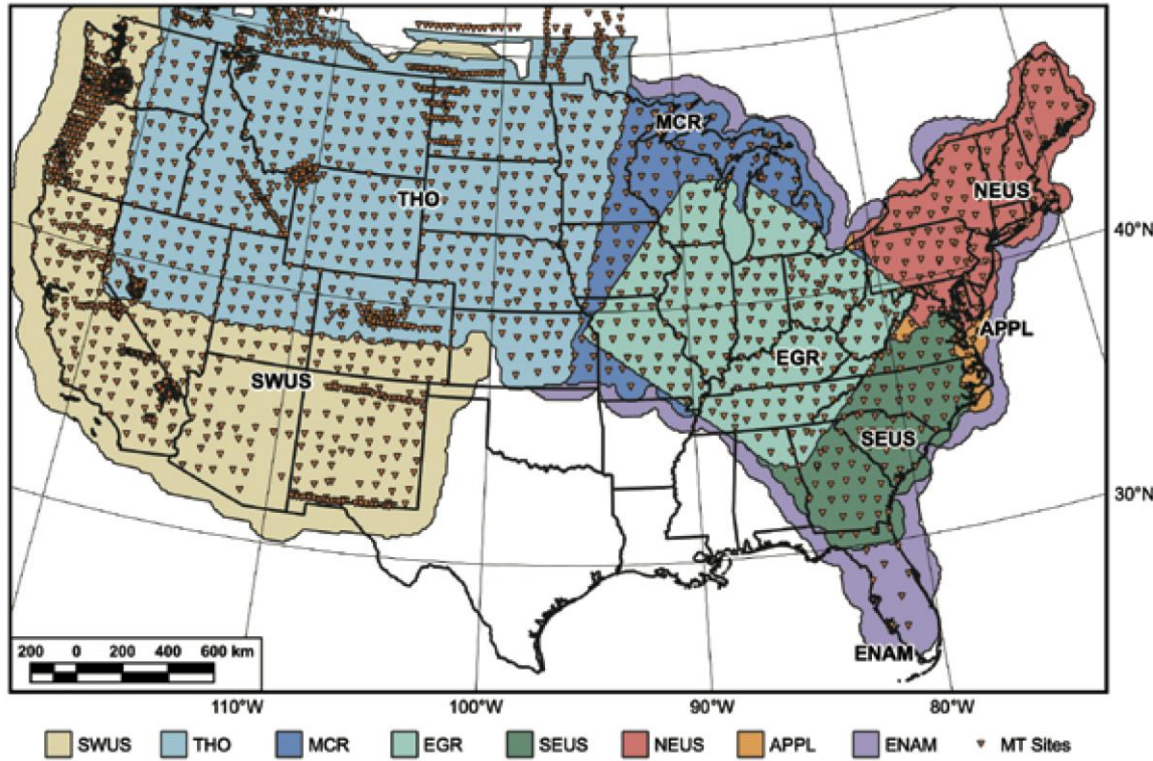 MCR
THO
NEUS
40°N
APPL
EGR
SWUS
SEUS
30°N
ENAM
200 0 200 400 600 km
110°W 100°W 90°W 80°W
SWUS THO MCR EGR SEUS NEUS APPL ENAM MT Sites